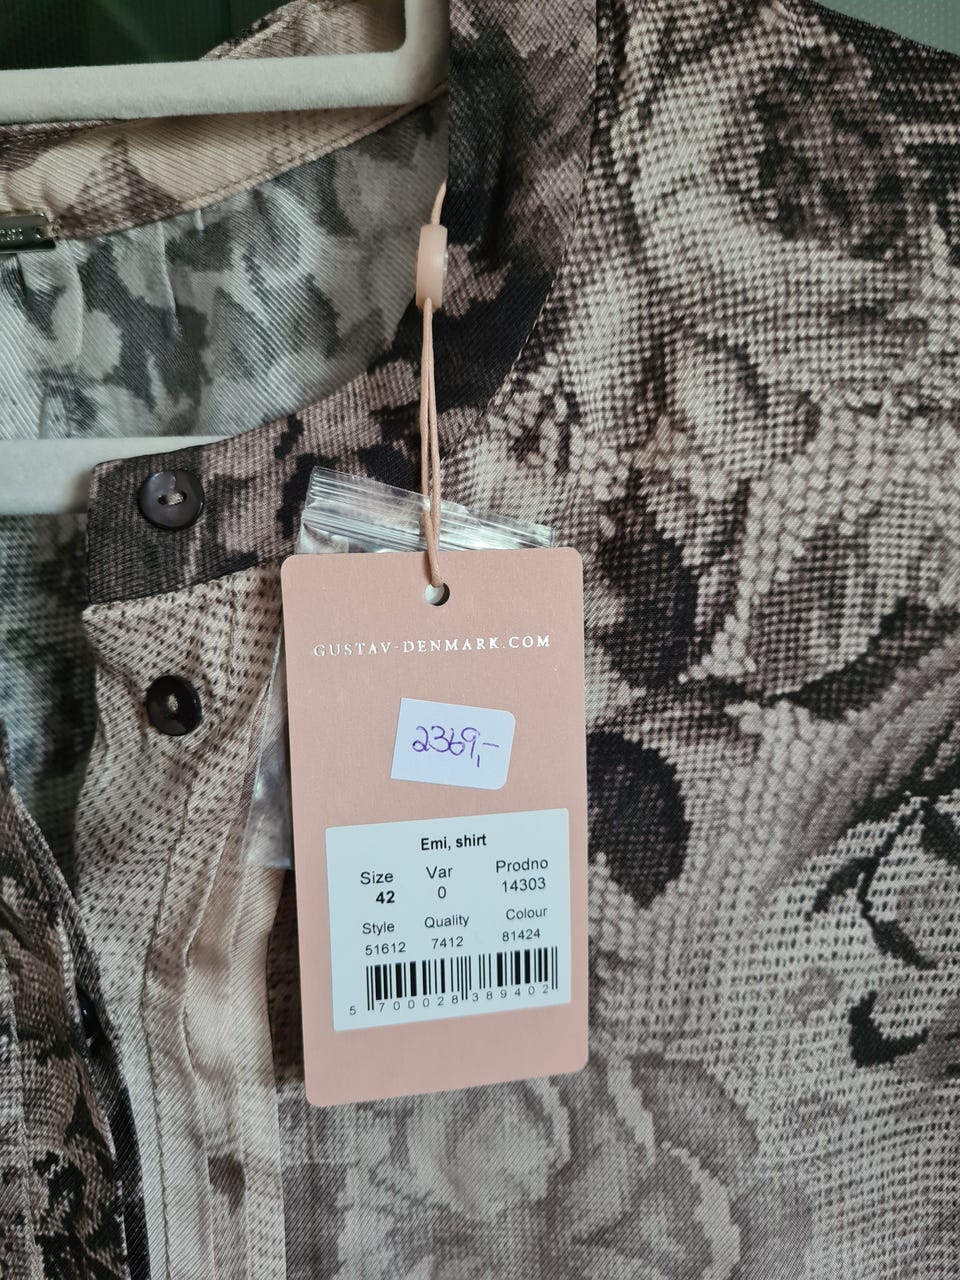 GUSTAV-DENMARK.COM
2369,-
Emi, shirt
Size Var Prodno
42 0 14303
Style Quality Colour
51612 7412 81424
5 700028 389402